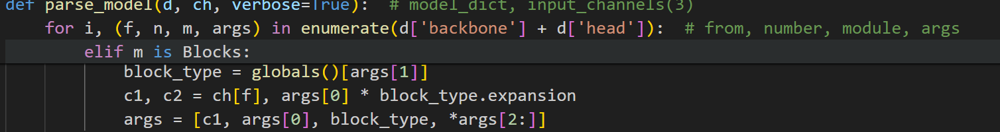 def parse_model(d, ch, verbose=True):  # model_dict, input_channels(3)
    for i, (f, n, m, args) in enumerate(d['backbone'] + d['head']):  # from, number, module, args
        elif m is Blocks:
            block_type = globals()[args[1]]
            c1, c2 = ch[f], args[0] * block_type.expansion
            args = [c1, args[0], block_type, *args[2:]]